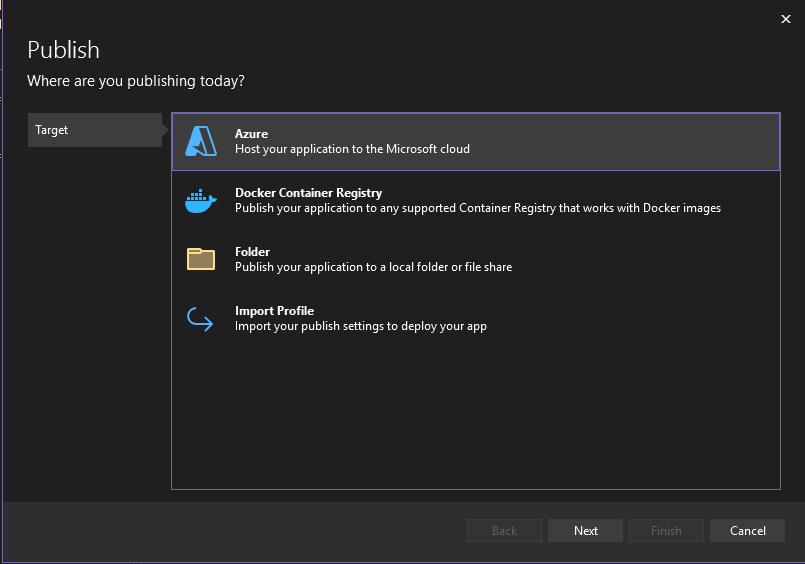 Publish
Where are you publishing today?
Target
Azure
Host your application to the Microsoft cloud
Docker Container Registry
Publish your application to any supported Container Registry that works with Docker images
Folder
Publish your application to a local folder or file share
Import Profile
Import your publish settings to deploy your app
Back
Next
Finish
Cancel